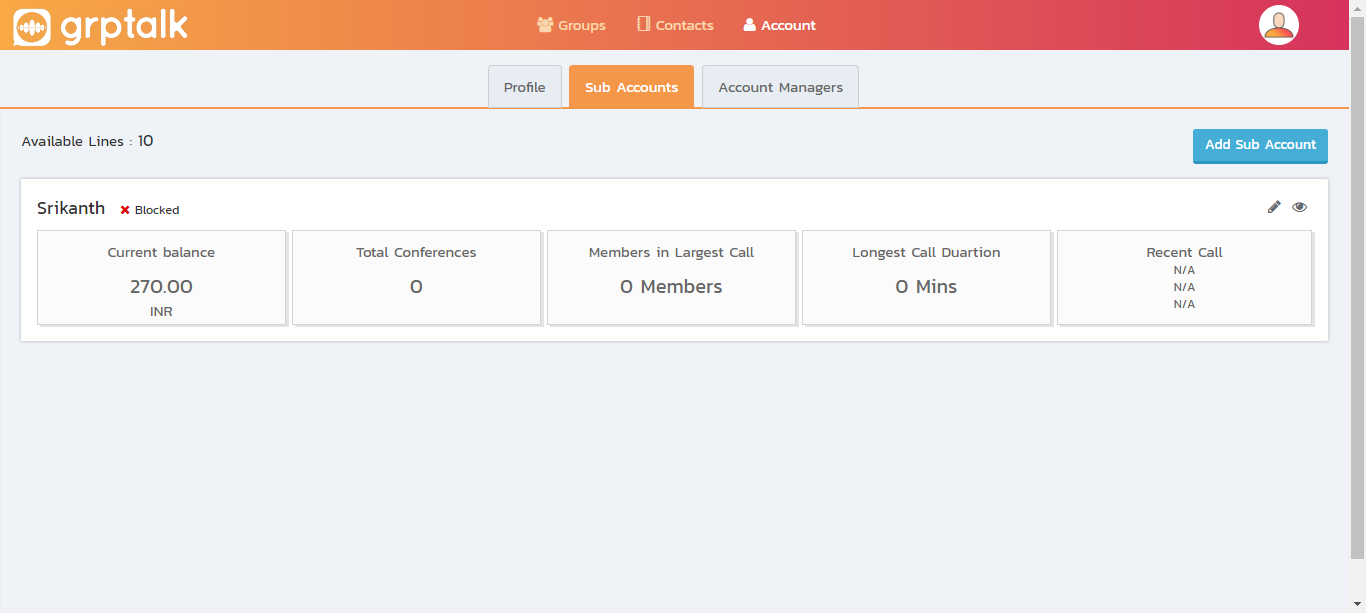 grptalk
Groups Contacts Account
Profile Sub Accounts Account Managers
Available Lines : 10
Add Sub Account
Srikanth Blocked
Current balance
270.00
INR
Total Conferences
0
Members in Largest Call
0 Members
Longest Call Duartion
0 Mins
Recent Call
N/A
N/A
N/A